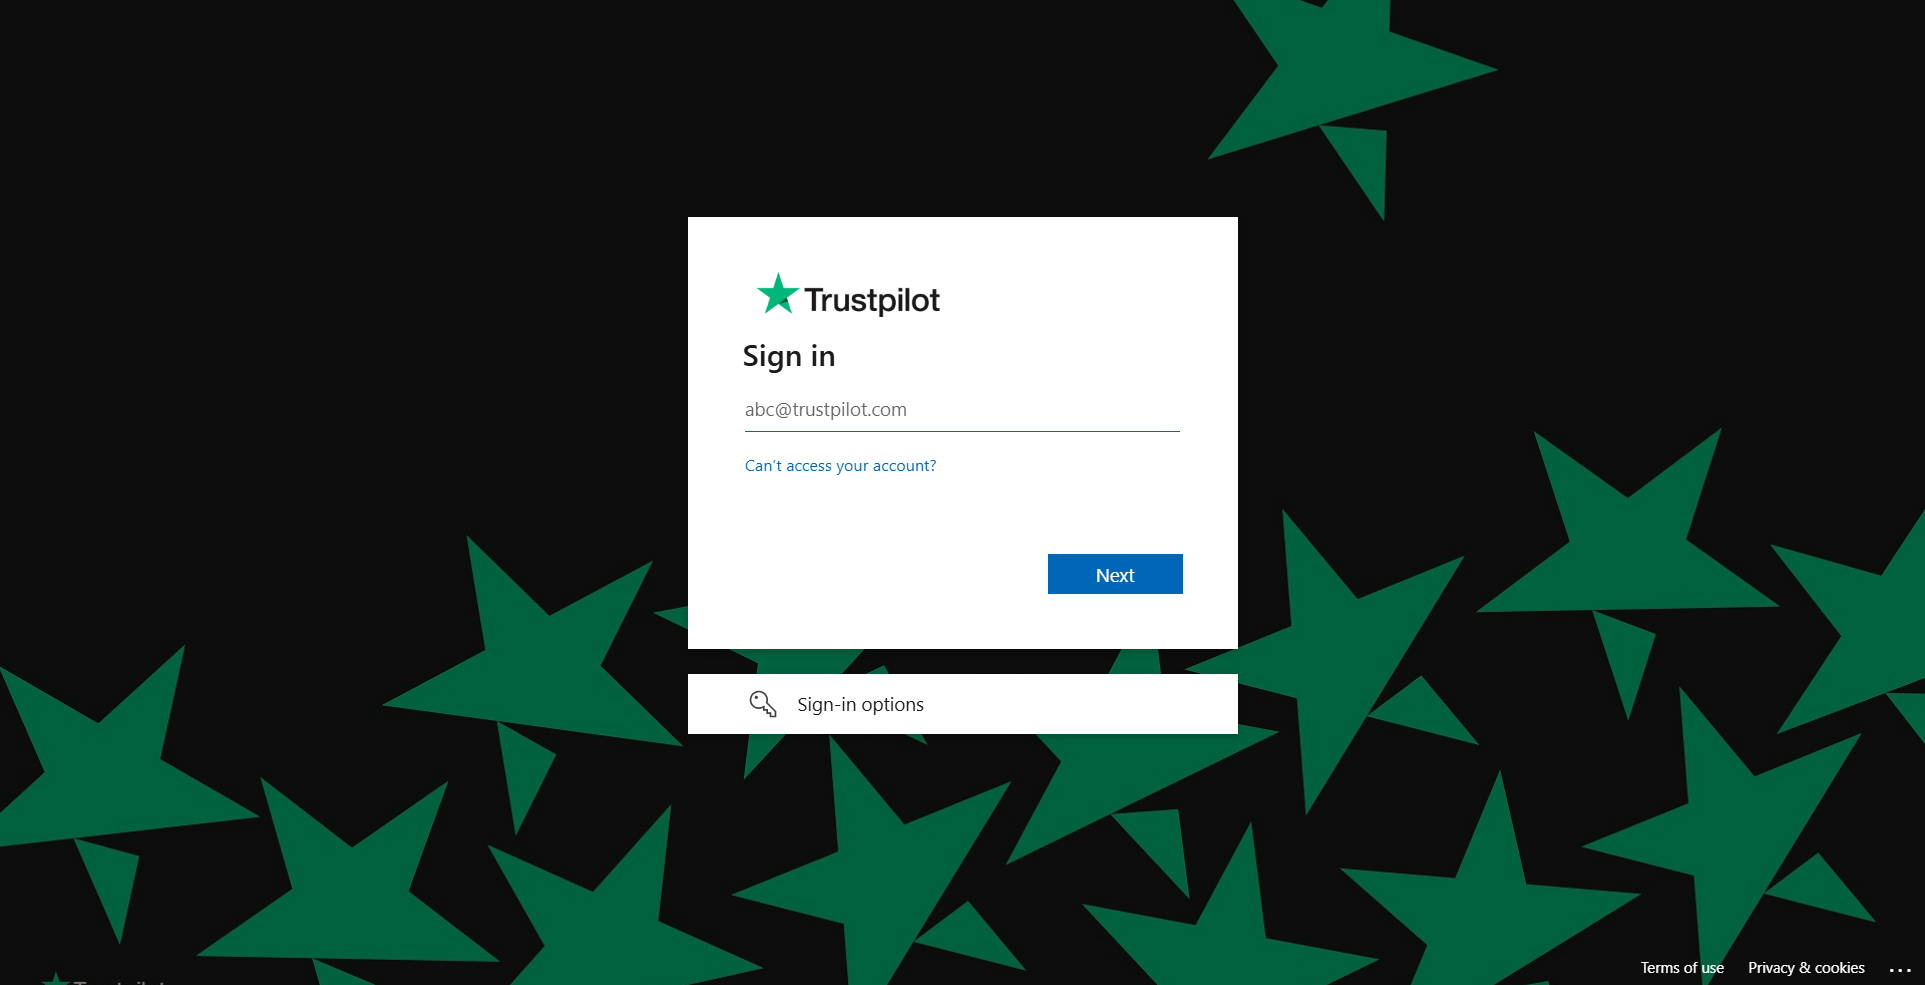 Trustpilot
Sign in
abc@trustpilot.com
Can't access your account?
Next
Sign-in options
Terms of use
Privacy & cookies
...
Trustpilot